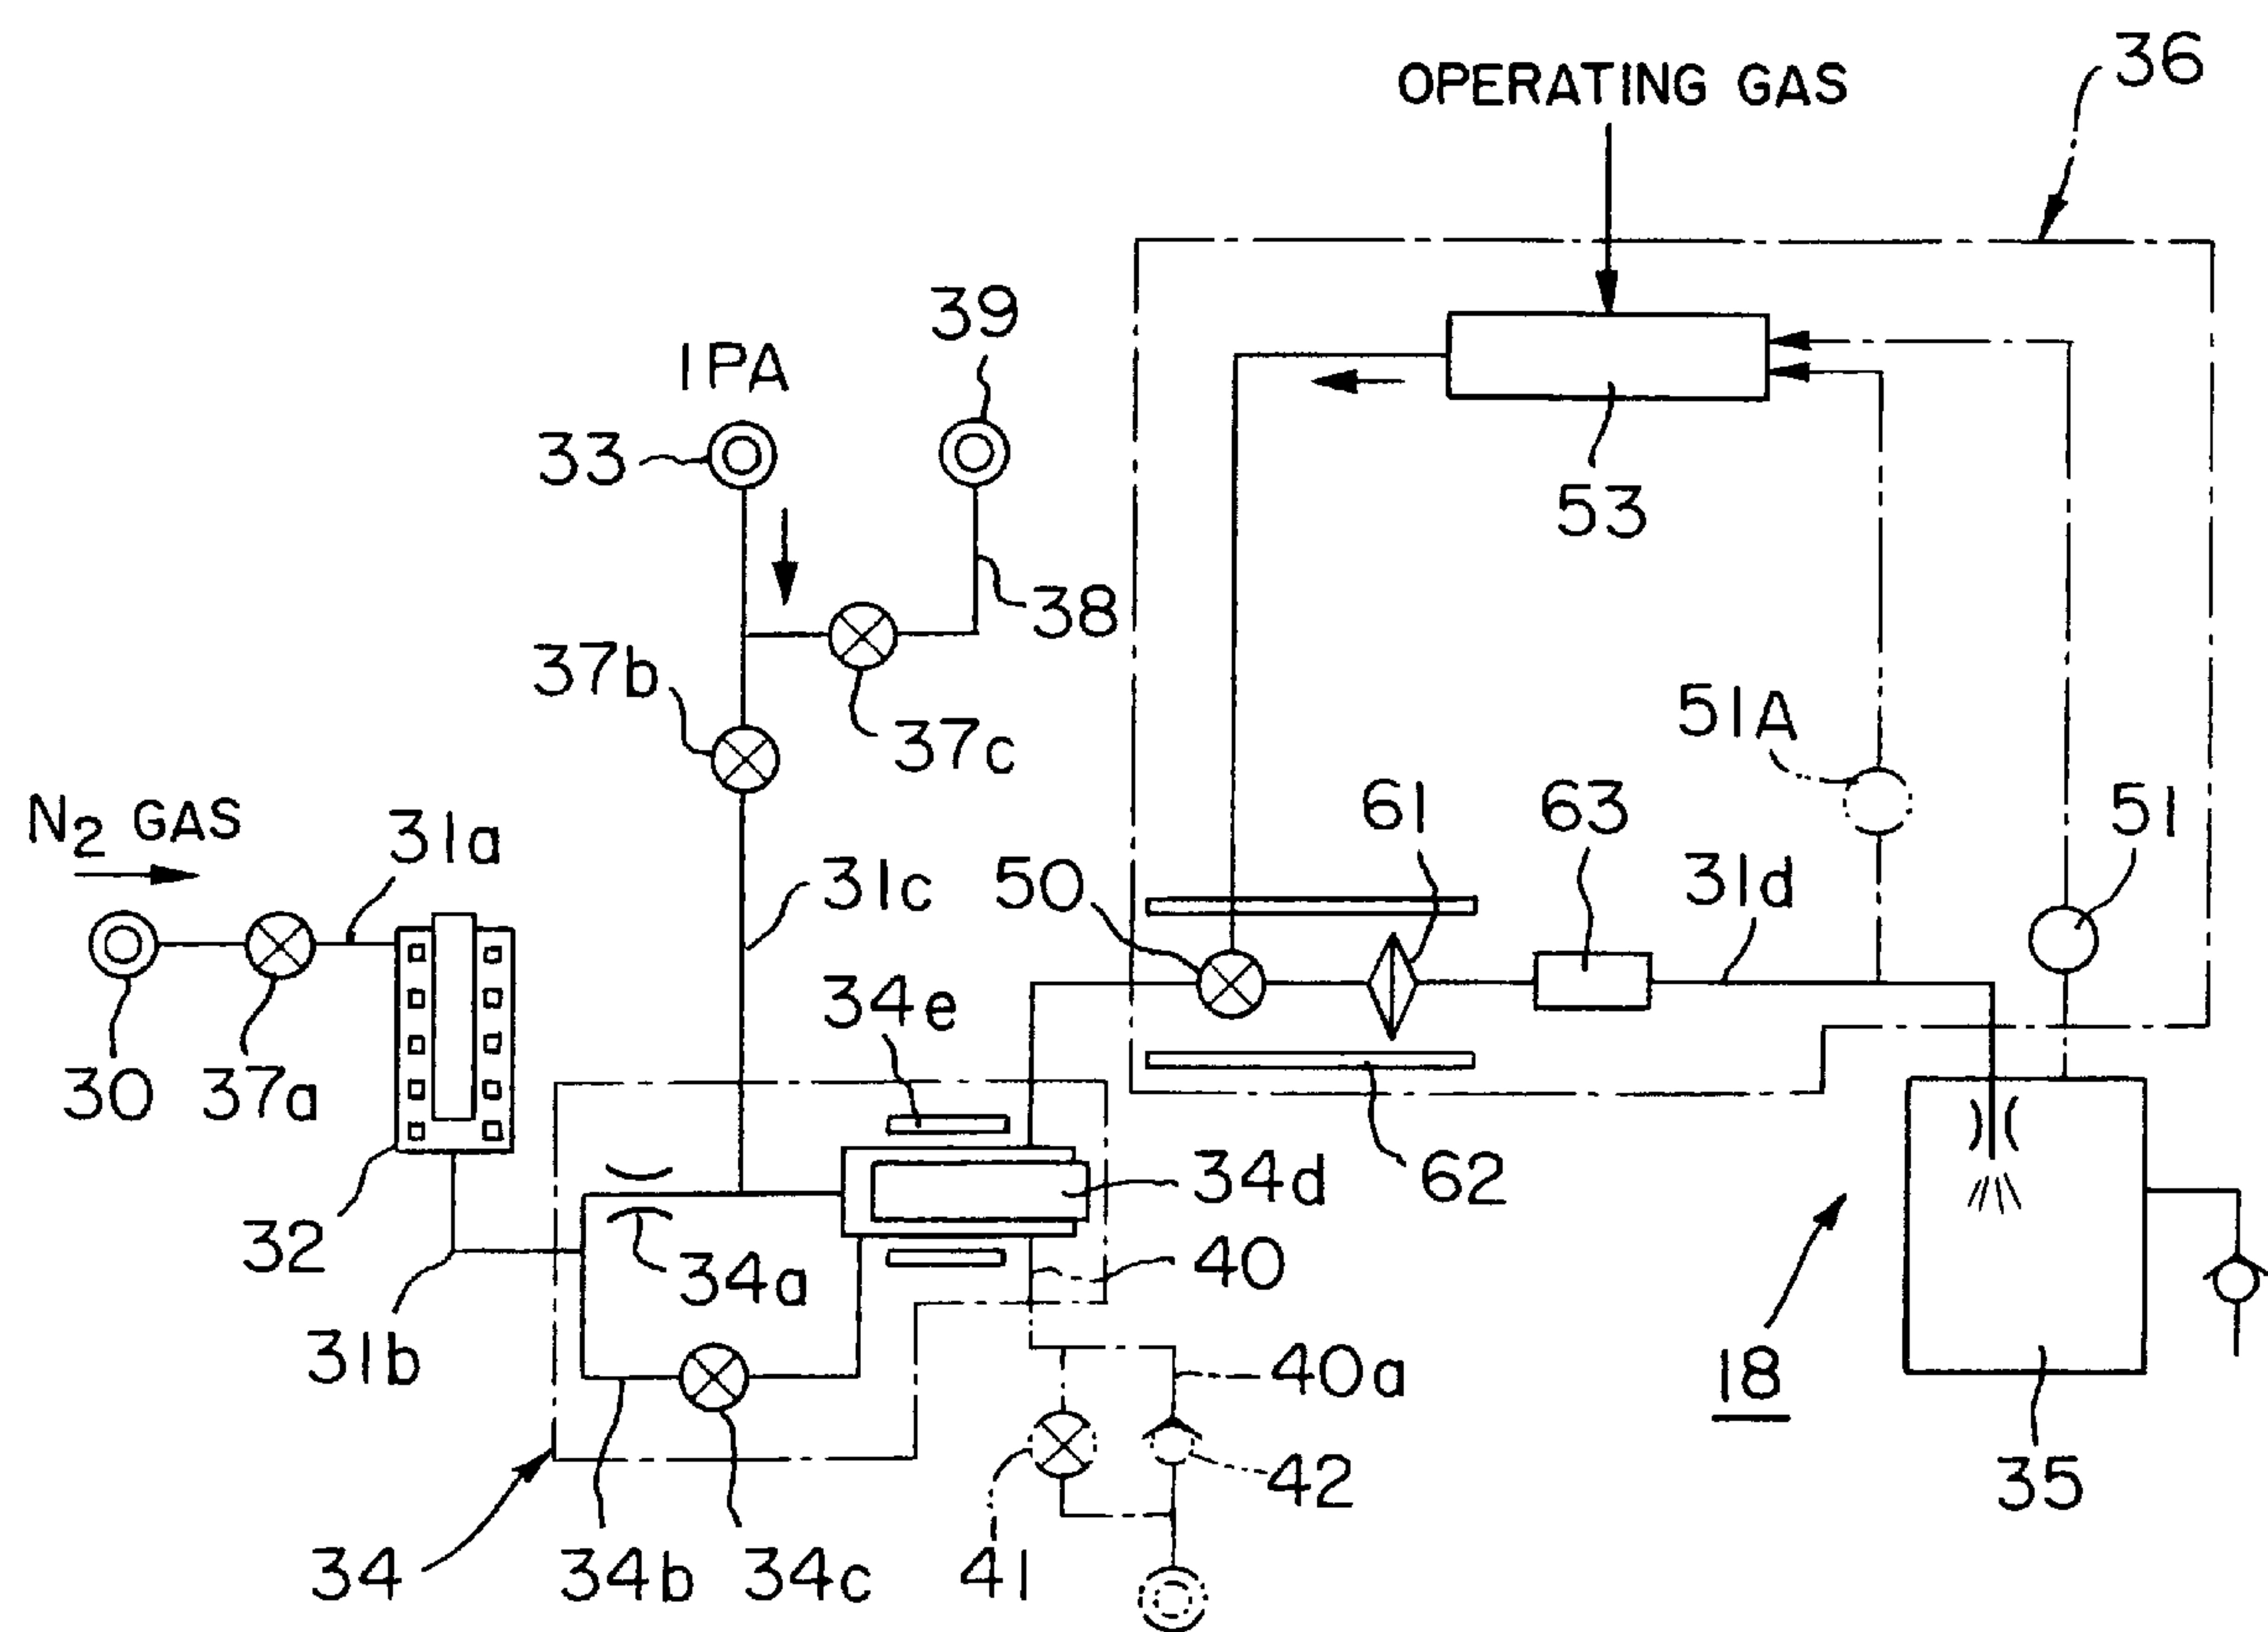 OPERATING GAS
36
39
IPA
33
53
38
37b
37c
51A
N2 GAS
31a
61
63
51
31c
50
31d
34e
30
37a
34d
62
32
34a
40
31b
18
40a
42
35
34
34b
34c
41